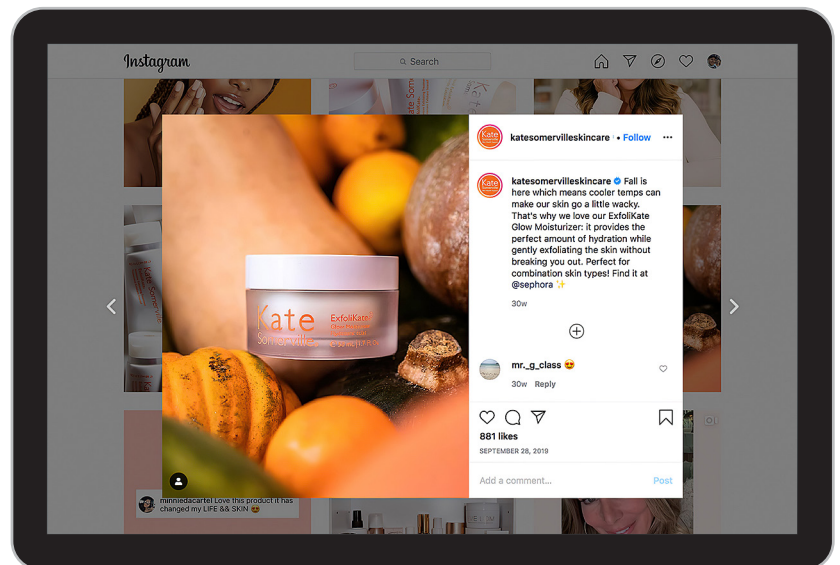 Instagram
Search
katesomervilleskincare • Follow •••
katesomervilleskincare Fall is
here which means cooler temps can
make our skin go a little wacky.
That's why we love our ExfoliKate
Glow Moisturizer: it provides the
perfect amount of hydration while
gently exfoliating the skin without
breaking you out. Perfect for
combination skin types! Find it at
@sephora ✨
30w
mr._g_class 😍
30w Reply
881 likes
SEPTEMBER 28, 2019
Add a comment... Post
Kate
Kate
Kate
Somerville
ExfoliKate
minniedacartel Love this product it has
changed my LIFE && SKIN 😍